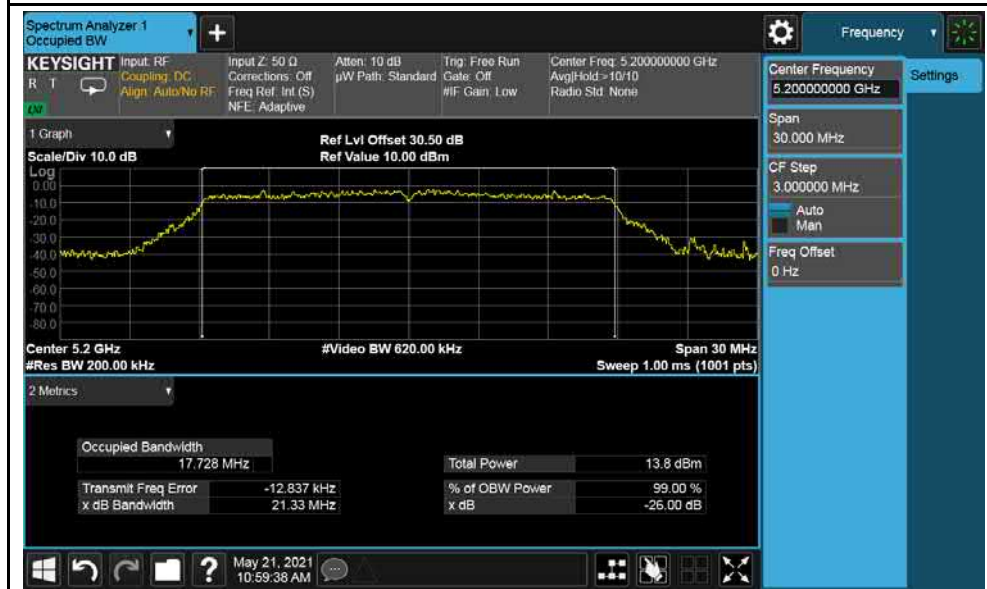 Spectrum Analyzer 1
Occupied BW
Frequency
KEYSIGHT
R T
Input: RF
Coupling: DC
Align: Auto/No RF
Input Z: 50 Ω
Corrections: Off
Freq Ref: Int (S)
NFE: Adaptive
Atten: 10 dB
µW Path: Standard
Trig: Free Run
Gate: Off
#IF Gain: Low
Center Freq: 5.200000000 GHz
Avg|Hold:>10/10
Radio Std: None
1 Graph
Scale/Div 10.0 dB
Ref Lvl Offset 30.50 dB
Ref Value 10.00 dBm
Log
0.00
-10.0
-20.0
-30.0
-40.0
-50.0
-60.0
-70.0
-80.0
Center 5.2 GHz
#Video BW 620.00 kHz
Span 30 MHz
#Res BW 200.00 kHz
Sweep 1.00 ms (1001 pts)
2 Metrics
Occupied Bandwidth
17.728 MHz
Total Power 13.8 dBm
Transmit Freq Error -12.837 kHz
% of OBW Power 99.00 %
x dB Bandwidth 21.33 MHz
x dB -26.00 dB
May 21, 2021
10:59:38 AM
Center Frequency
5.200000000 GHz
Settings
Span
30.000 MHz
CF Step
3.000000 MHz
Auto
Man
Freq Offset
0 Hz